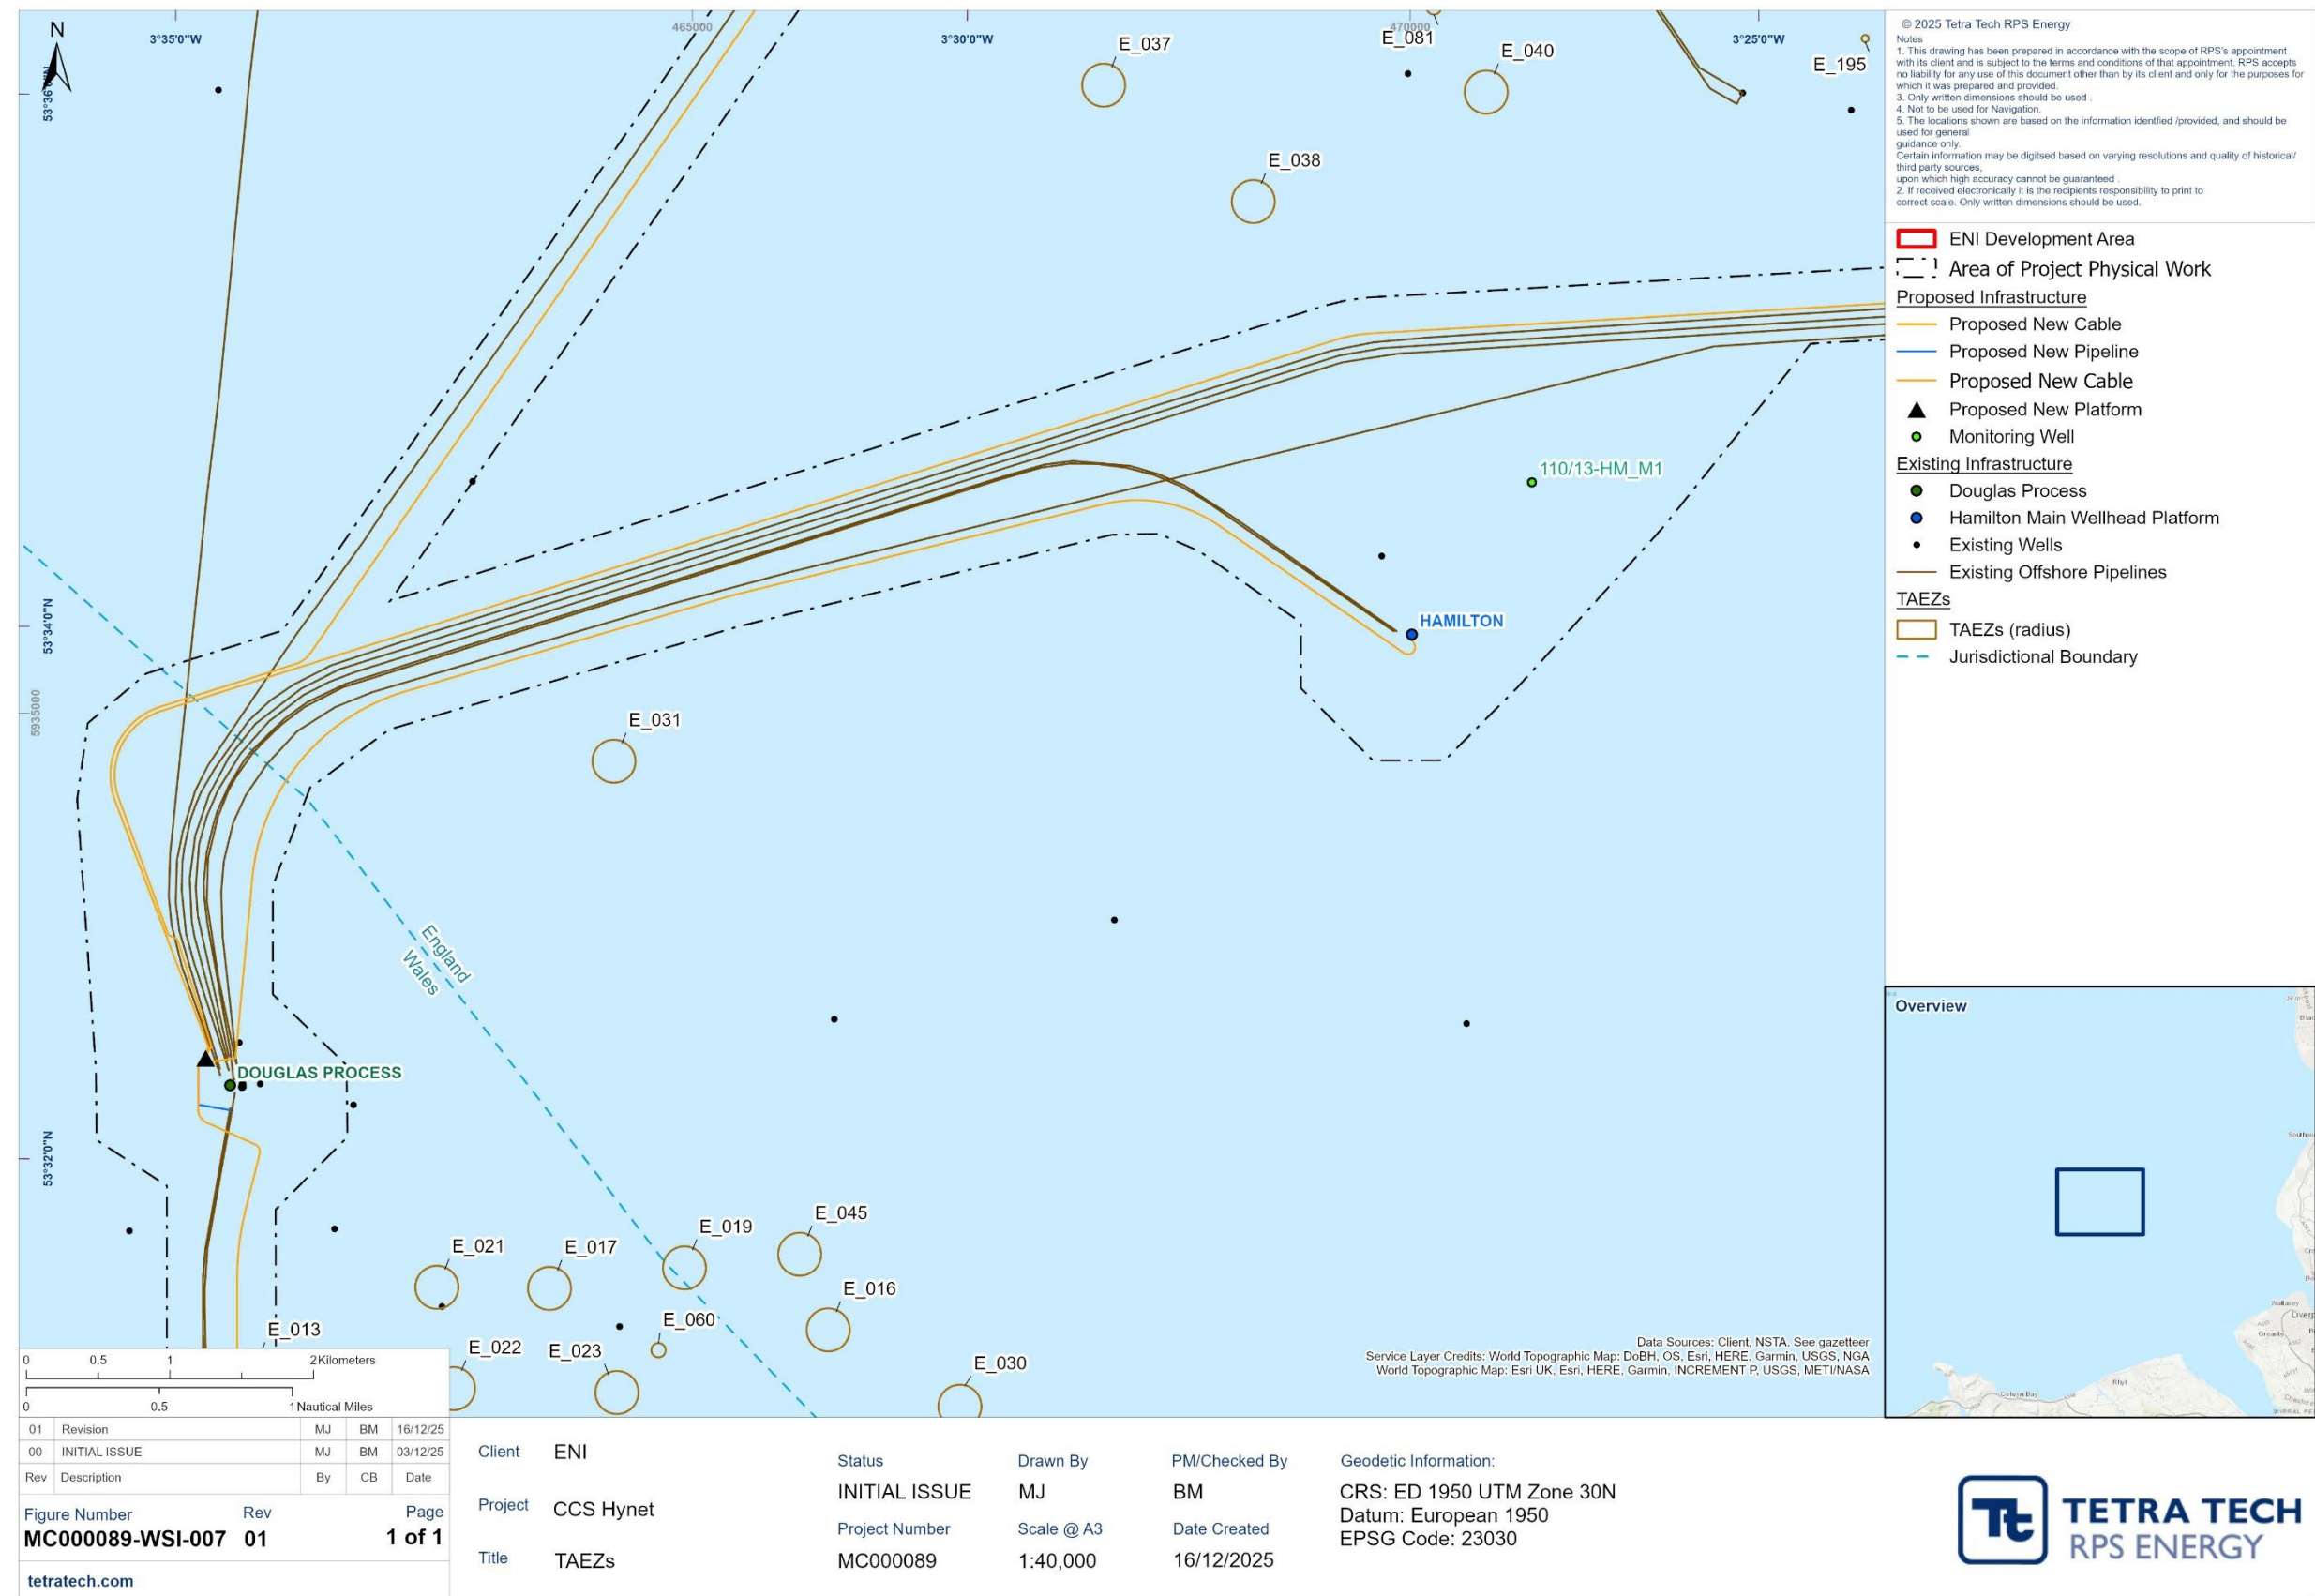 N
3°35'0"W
465000
3°30'0"W
470000
3°25'0"W
53°36'0"N
53°34'0"N
5935000
53°32'0"N
E_037
E_081
E_040
E_195
E_038
110/13-HM_M1
HAMILTON
E_031
England
Wales
DOUGLAS PROCESS
E_045
E_019
E_021
E_017
E_016
E_060
E_013
E_022
E_023
E_030
Data Sources: Client, NSTA. See gazetteer
Service Layer Credits: World Topographic Map: DoBH, OS, Esri, HERE, Garmin, USGS, NGA
World Topographic Map: Esri UK, Esri, HERE, Garmin, INCREMENT P, USGS, METI/NASA
0 0.5 1 2 Kilometers
0 0.5 1 Nautical Miles
© 2025 Tetra Tech RPS Energy
Notes
1. This drawing has been prepared in accordance with the scope of RPS's appointment
with its client and is subject to the terms and conditions of that appointment. RPS accepts
no liability for any use of this document other than by its client and only for the purposes for
which it was prepared and provided.
3. Only written dimensions should be used .
4. Not to be used for Navigation.
5. The locations shown are based on the information identfied /provided, and should be
used for general
guidance only.
Certain information may be digitsed based on varying resolutions and quality of historical/
third party sources,
upon which high accuracy cannot be guaranteed .
2. If received electronically it is the recipients responsibility to print to
correct scale. Only written dimensions should be used.
ENI Development Area
Area of Project Physical Work
Proposed Infrastructure
Proposed New Cable
Proposed New Pipeline
Proposed New Cable
Proposed New Platform
Monitoring Well
Existing Infrastructure
Douglas Process
Hamilton Main Wellhead Platform
Existing Wells
Existing Offshore Pipelines
TAEZs
TAEZs (radius)
Jurisdictional Boundary
Overview
Colwyn Bay
Rhyl
01 Revision MJ BM 16/12/25
00 INITIAL ISSUE MJ BM 03/12/25
Rev Description By CB Date
Figure Number Rev Page
MC000089-WSI-007 01 1 of 1
tetratech.com
Client ENI
Project CCS Hynet
Title TAEZs
Status Drawn By PM/Checked By
INITIAL ISSUE MJ BM
Project Number Scale @ A3 Date Created
MC000089 1:40,000 16/12/2025
Geodetic Information:
CRS: ED 1950 UTM Zone 30N
Datum: European 1950
EPSG Code: 23030
Tt
TETRA TECH
RPS ENERGY